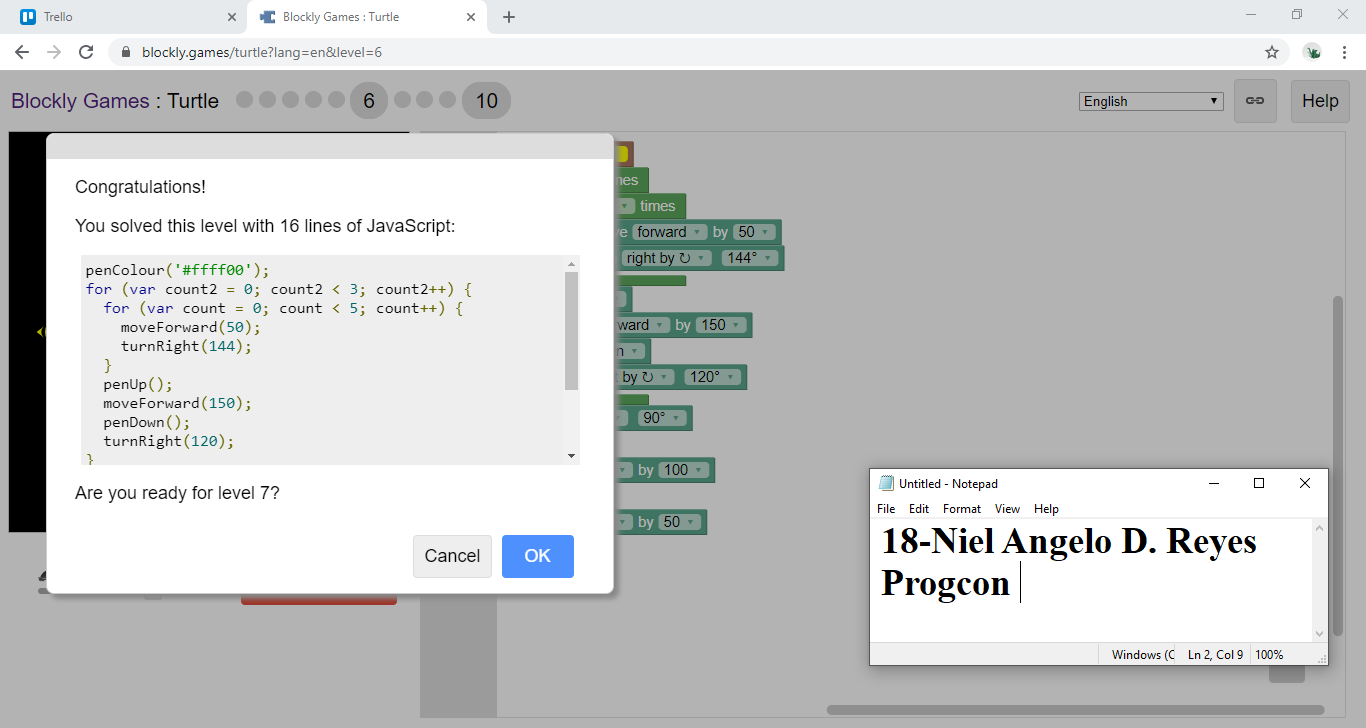 Trello
Blockly Games : Turtle
blockly.games/turtle?lang=en&level=6
Blockly Games : Turtle
6
10
English
Help
Congratulations!
You solved this level with 16 lines of JavaScript:
penColour('#ffff00');
for (var count2 = 0; count2 < 3; count2++) {
for (var count = 0; count < 5; count++) {
moveForward(50);
turnRight(144);
}
penUp();
moveForward(150);
penDown();
turnRight(120);
}
Are you ready for level 7?
Cancel
OK
times
forward by 50
right by ↻ 144°
ward by 150
by ↻ 120°
90°
by 100
by 50
Untitled - Notepad
File Edit Format View Help
18-Niel Angelo D. Reyes
Progcon
Windows (C
Ln 2, Col 9
100%